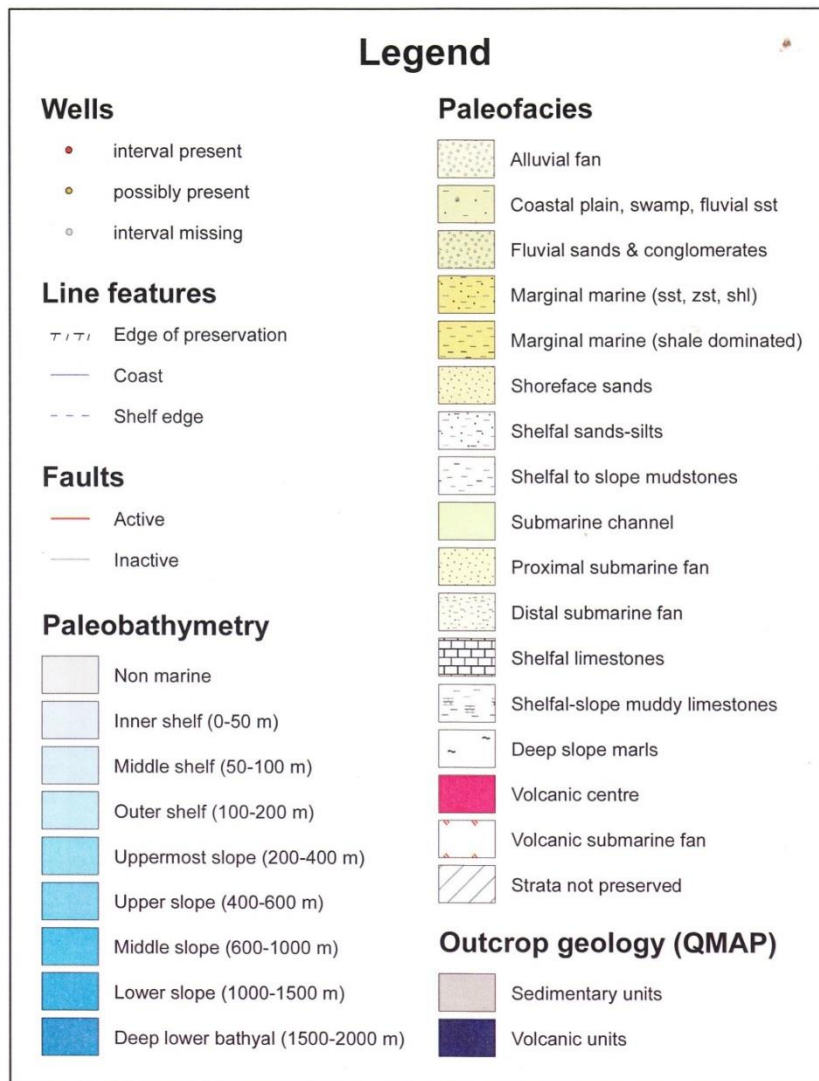 Legend
Wells
interval present
possibly present
interval missing
Line features
Edge of preservation
Coast
Shelf edge
Faults
Active
Inactive
Paleobathymetry
Non marine
Inner shelf (0-50 m)
Middle shelf (50-100 m)
Outer shelf (100-200 m)
Uppermost slope (200-400 m)
Upper slope (400-600 m)
Middle slope (600-1000 m)
Lower slope (1000-1500 m)
Deep lower bathyal (1500-2000 m)
Paleofacies
Alluvial fan
Coastal plain, swamp, fluvial sst
Fluvial sands & conglomerates
Marginal marine (sst, zst, shl)
Marginal marine (shale dominated)
Shoreface sands
Shelfal sands-silts
Shelfal to slope mudstones
Submarine channel
Proximal submarine fan
Distal submarine fan
Shelfal limestones
Shelfal-slope muddy limestones
Deep slope marls
Volcanic centre
Volcanic submarine fan
Strata not preserved
Outcrop geology (QMAP)
Sedimentary units
Volcanic units